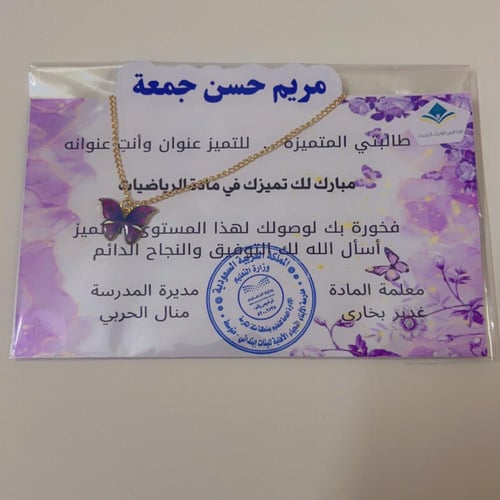 مريم حسن جمعة
طالبتي المتميزة .. للتميز عنوان وأنتِ عنوانه
مبارك لك تميزك في مادة الرياضيات
فخورة بك لوصولك لهذا المستوى
أسأل الله لك التوفيق والنجاح الدائم
معلمة المادة
مديرة المدرسة
غدير بخاري
منال الحربي
المملكة العربية السعودية
وزارة التعليم